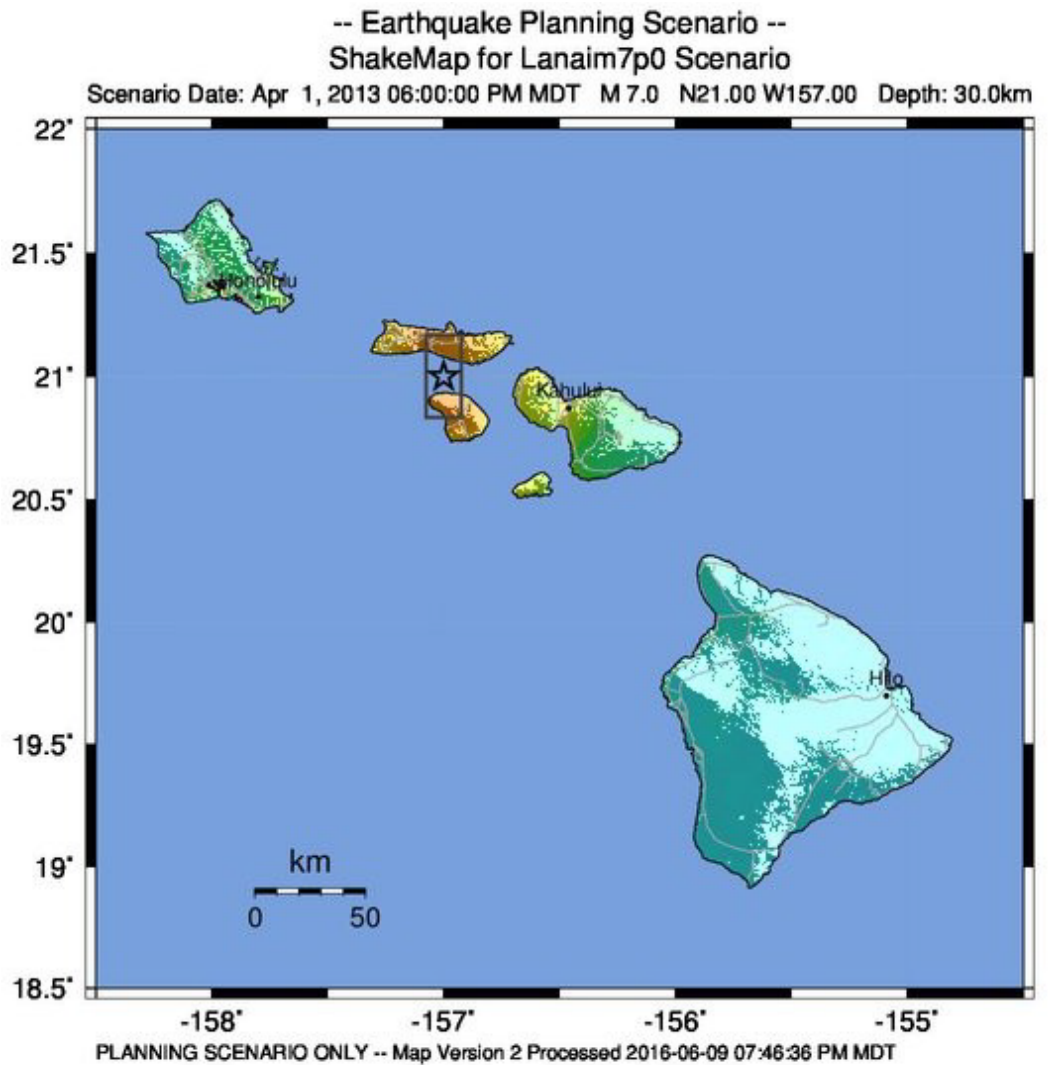 -- Earthquake Planning Scenario --
ShakeMap for Lanaim7p0 Scenario
Scenario Date: Apr 1, 2013 06:00:00 PM MDT M 7.0 N21.00 W157.00 Depth: 30.0km
22˚
21.5˚
Honolulu
21˚
Kahului
20.5˚
20˚
Hilo
19.5˚
19˚
km
0 50
18.5˚
-158˚ -157˚ -156˚ -155˚
PLANNING SCENARIO ONLY -- Map Version 2 Processed 2016-06-09 07:46:36 PM MDT